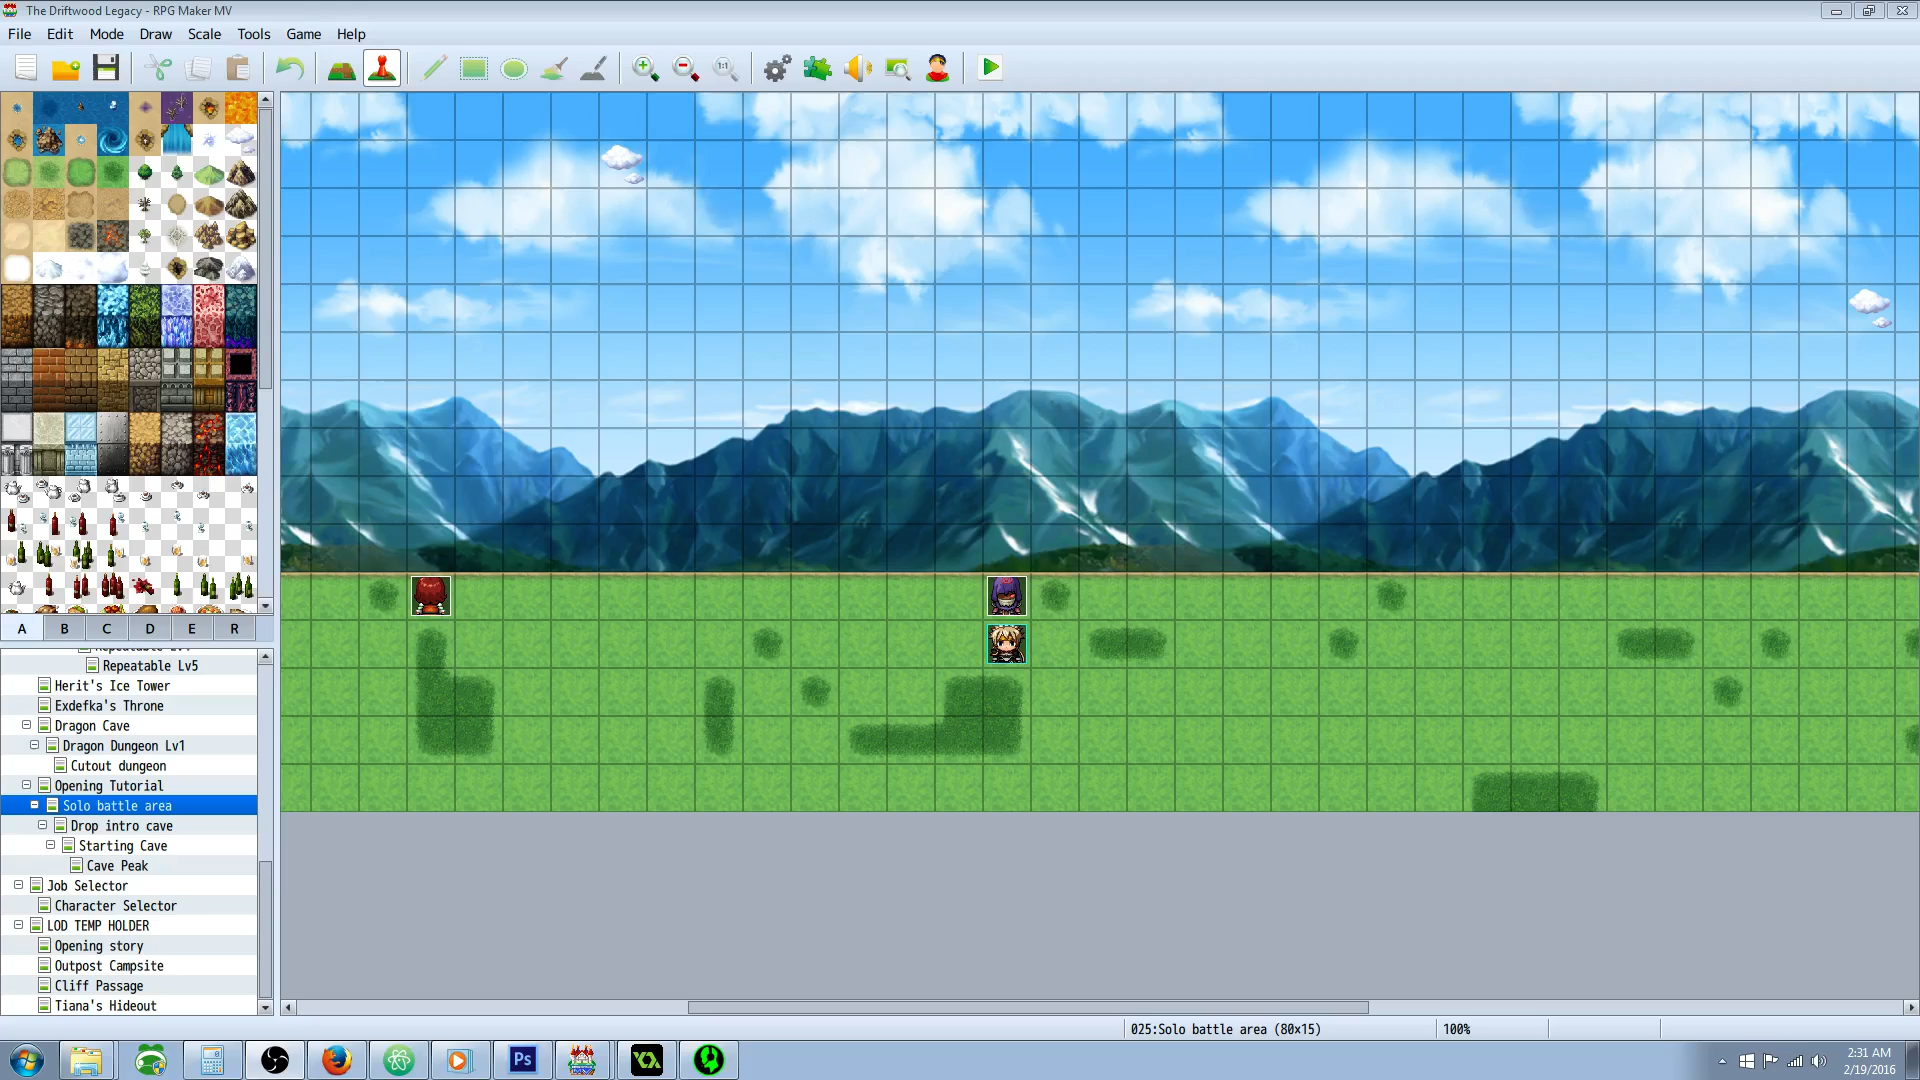 The Driftwood Legacy - RPG Maker MV
File Edit Mode Draw Scale Tools Game Help
1:1
A B C D E R
Repeatable Lv5
Herit's Ice Tower
Exdefka's Throne
Dragon Cave
Dragon Dungeon Lv1
Cutout dungeon
Opening Tutorial
Solo battle area
Drop intro cave
Starting Cave
Cave Peak
Job Selector
Character Selector
LOD TEMP HOLDER
Opening story
Outpost Campsite
Cliff Passage
Tiana's Hideout
025:Solo battle area (80x15) 100%
Ps
2:31 AM
2/19/2016